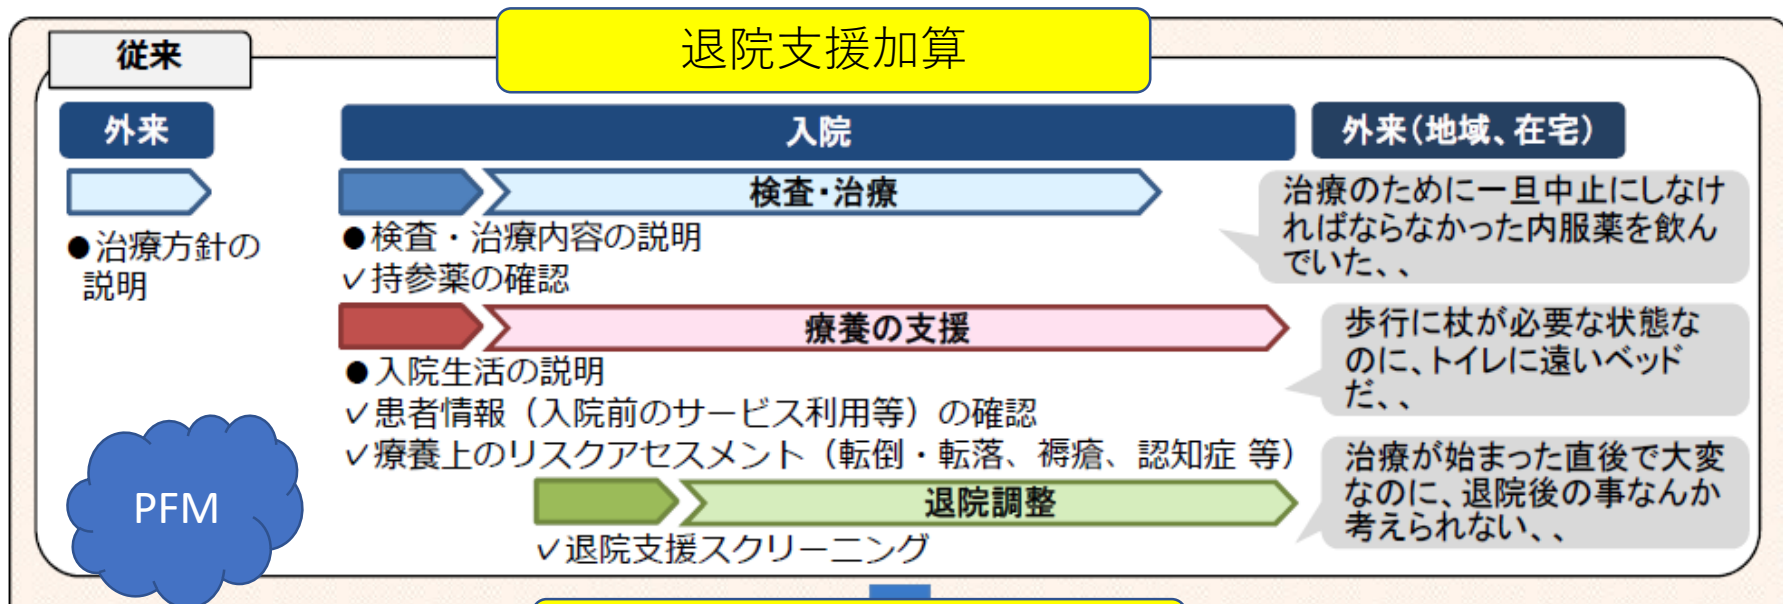 従来
退院支援加算
外来
入院
外来(地域、在宅)
検査・治療
●治療方針の
説明
●検査・治療内容の説明
✓持参薬の確認
治療のために一旦中止にしなけ
ればならなかった内服薬を飲ん
でいた、、
療養の支援
●入院生活の説明
✓患者情報（入院前のサービス利用等）の確認
✓療養上のリスクアセスメント（転倒・転落、褥瘡、認知症 等）
歩行に杖が必要な状態な
のに、トイレに遠いベッド
だ、、
退院調整
✓退院支援スクリーニング
治療が始まった直後で大変
なのに、退院後の事なんか
考えられない、、
PFM